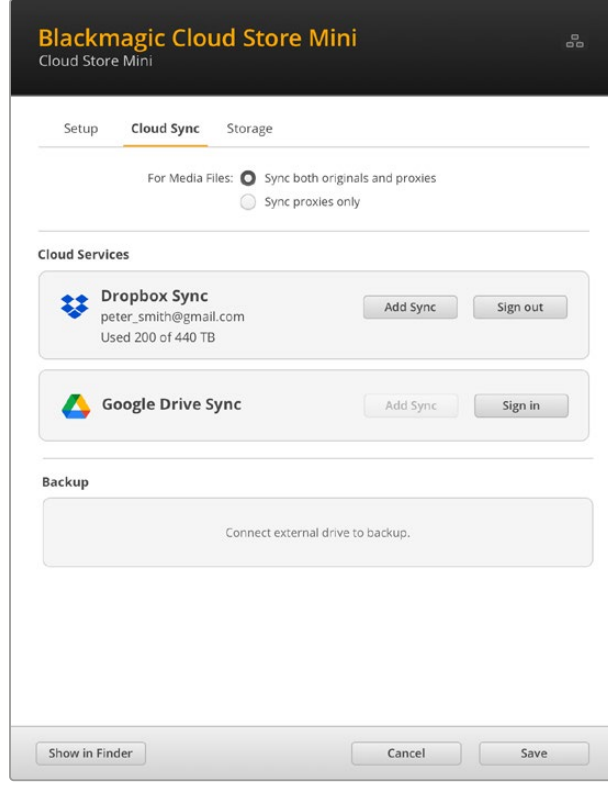 Blackmagic Cloud Store Mini
Cloud Store Mini
Setup Cloud Sync Storage
For Media Files: Sync both originals and proxies
Sync proxies only
Cloud Services
Dropbox Sync
peter_smith@gmail.com
Used 200 of 440 TB
Add Sync Sign out
Google Drive Sync Add Sync Sign in
Backup
Connect external drive to backup.
Show in Finder Cancel Save